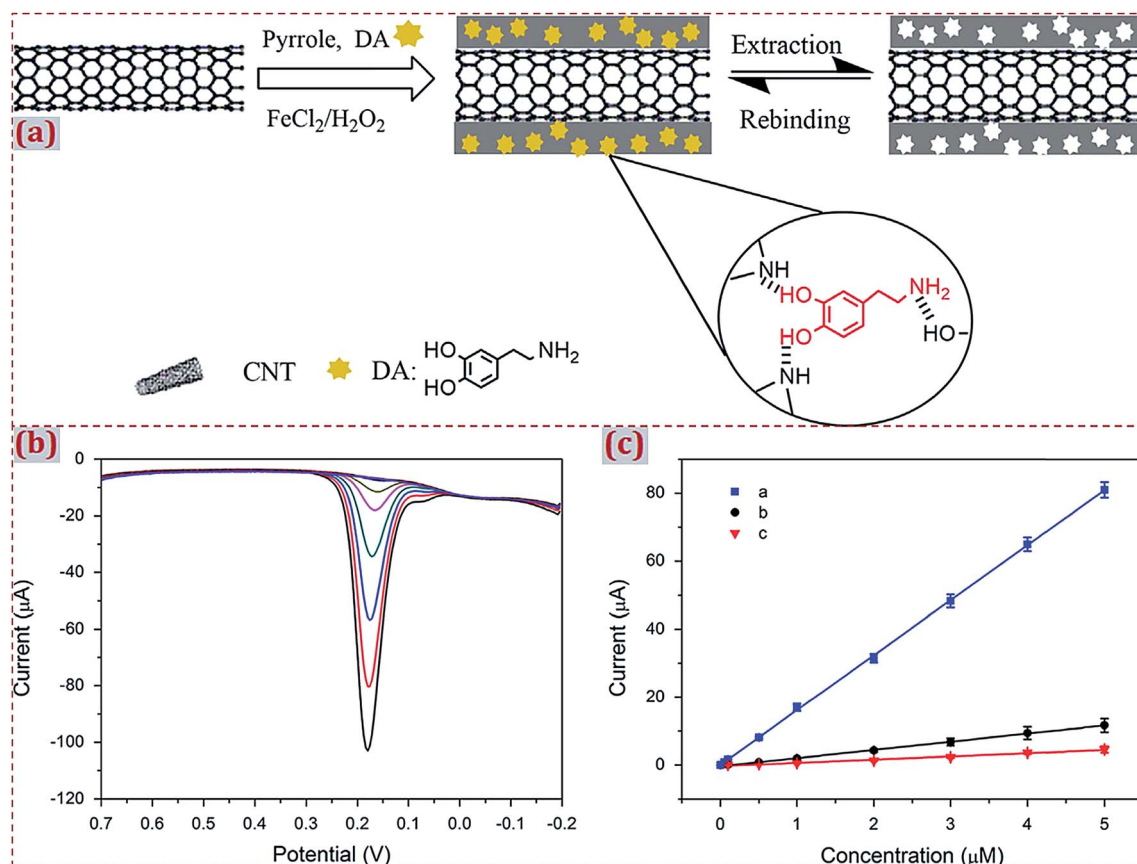 (a)
Pyrrole, DA
FeCl₂/H₂O₂
Extraction
Rebinding
NH
HO
HO
NH₂
HO
NH
CNT
DA:
HO
HO
NH₂
(b)
0
-20
-40
-60
-80
-100
-120
Current (μA)
0.7 0.6 0.5 0.4 0.3 0.2 0.1 0.0 -0.1 -0.2
Potential (V)
(c)
80
60
40
20
0
Current (μA)
a
b
c
0 1 2 3 4 5
Concentration (μM)